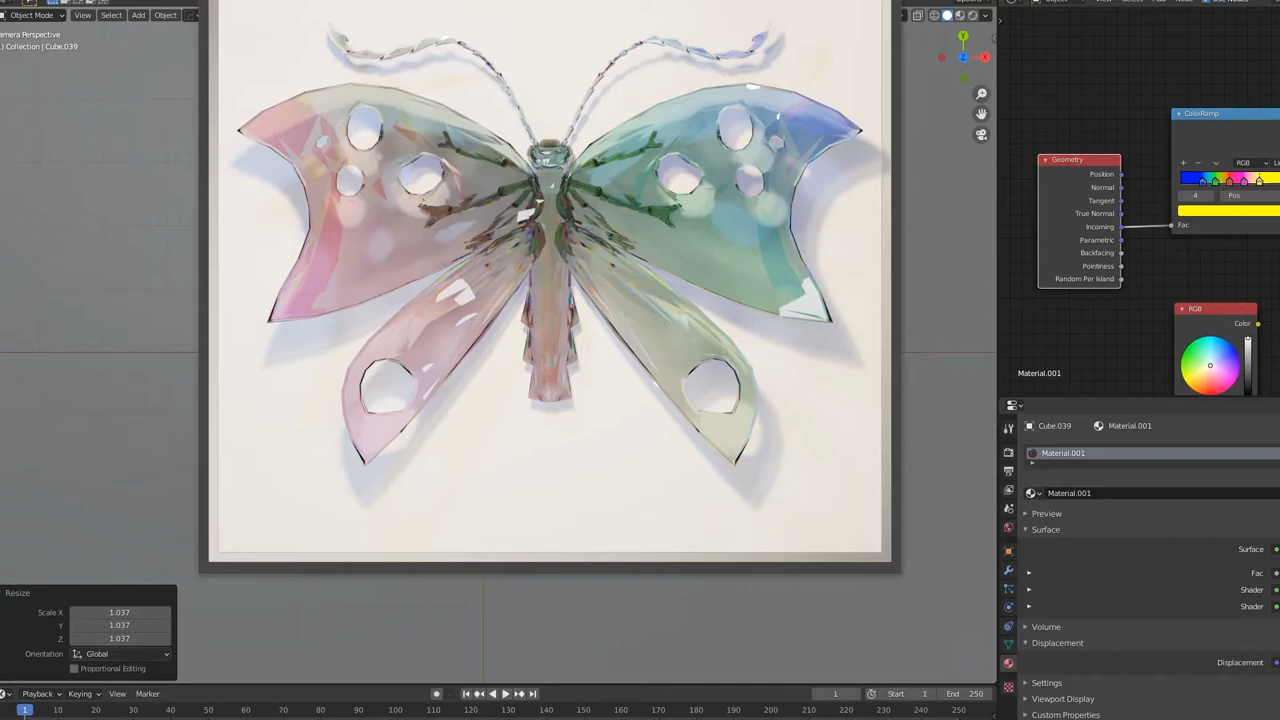 Object Mode View Select Add Object
Camera Perspective
) Collection | Cube.039
Y
Z X
ColorRamp
RGB
4 Pos
Fac
Geometry
Position
Normal
Tangent
True Normal
Incoming
Parametric
Backfacing
Pointiness
Random Per Island
RGB
Color
Material.001
Cube.039 Material.001
Material.001
Material.001
Preview
Surface
Surface
Fac
Shader
Shader
Volume
Displacement
Displacement
Settings
Viewport Display
Custom Properties
Resize
Scale X 1.037
Y 1.037
Z 1.037
Orientation Global
Proportional Editing
Playback Keying View Marker
1 Start 1 End 250
1 10 20 30 40 50 60 70 80 90 100 110 120 130 140 150 160 170 180 190 200 210 220 230 240 250